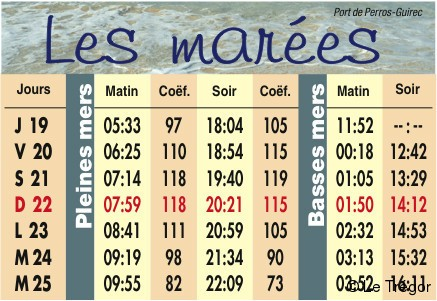 Port de Perros-Guirec
Les marées
Jours Pleines mers Matin Coëf. Soir Coëf. Basses mers Matin Soir
J 19 05:33 97 18:04 105 11:52 --:--
V 20 06:25 110 18:54 115 00:18 12:42
S 21 07:14 118 19:40 119 01:05 13:29
D 22 07:59 118 20:21 115 01:50 14:12
L 23 08:41 111 20:59 105 02:32 14:53
M 24 09:19 98 21:34 90 03:13 15:32
M 25 09:55 82 22:09 73 03:52 16:11
© Le Trégor